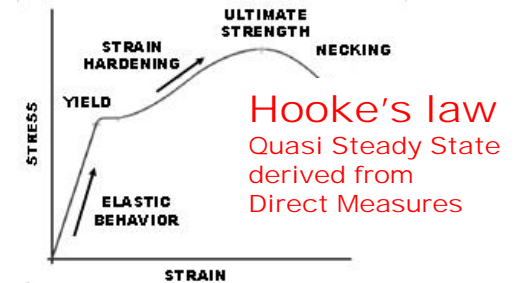 ULTIMATE
STRENGTH
STRAIN
HARDENING
NECKING
YIELD
STRESS
ELASTIC
BEHAVIOR
STRAIN
Hooke's law
Quasi Steady State
derived from
Direct Measures